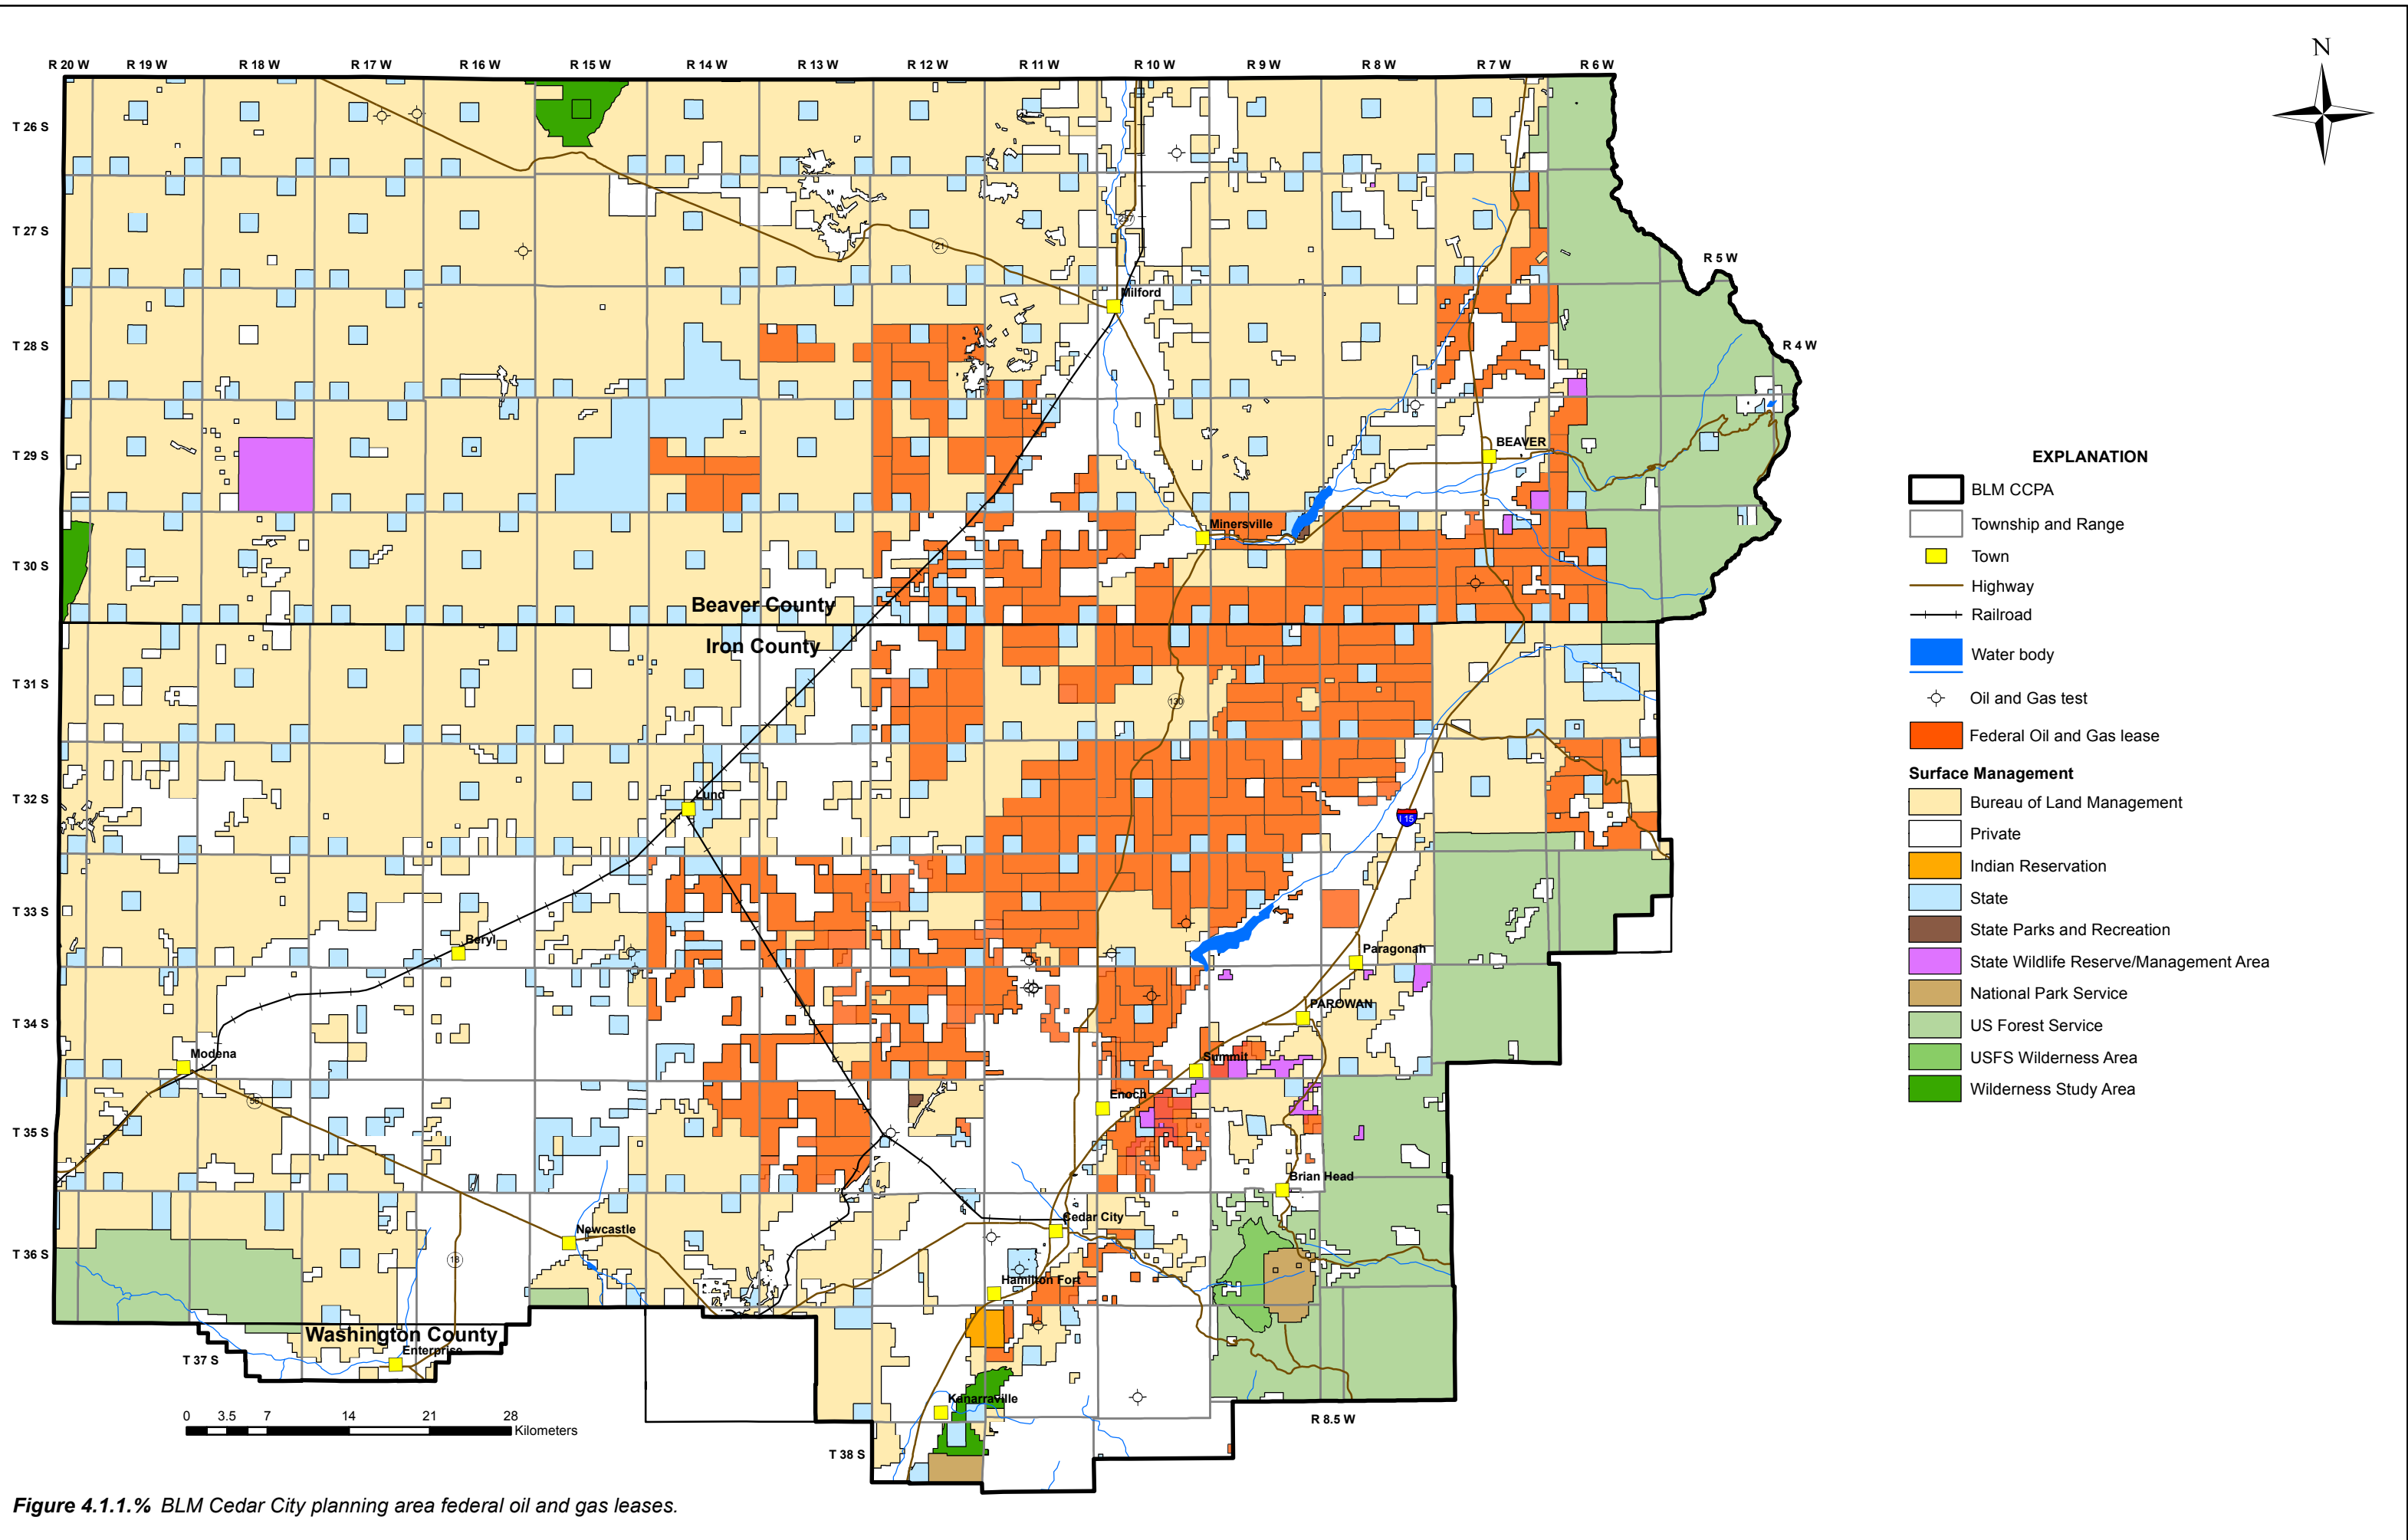 N
R 20 W R 19 W R 18 W R 17 W R 16 W R 15 W R 14 W R 13 W R 12 W R 11 W R 10 W R 9 W R 8 W R 7 W R 6 W
T 26 S
T 27 S
257
21
R 5 W
Milford
T 28 S
R 4 W
BEAVER
T 29 S
Minersville
T 30 S
Beaver County
Iron County
T 31 S
130
T 32 S
Lund
I 15
T 33 S
Beryl
Paragonah
PAROWAN
T 34 S
Modena
Summit
56
Enoch
T 35 S
Brian Head
Cedar City
Newcastle
T 36 S
18
Hamilton Fort
Washington County
Enterprise
T 37 S
Kanarraville
R 8.5 W
T 38 S
0 3.5 7 14 21 28
Kilometers
EXPLANATION
BLM CCPA
Township and Range
Town
Highway
Railroad
Water body
Oil and Gas test
Federal Oil and Gas lease
Surface Management
Bureau of Land Management
Private
Indian Reservation
State
State Parks and Recreation
State Wildlife Reserve/Management Area
National Park Service
US Forest Service
USFS Wilderness Area
Wilderness Study Area
Figure 4.1.1.% BLM Cedar City planning area federal oil and gas leases.